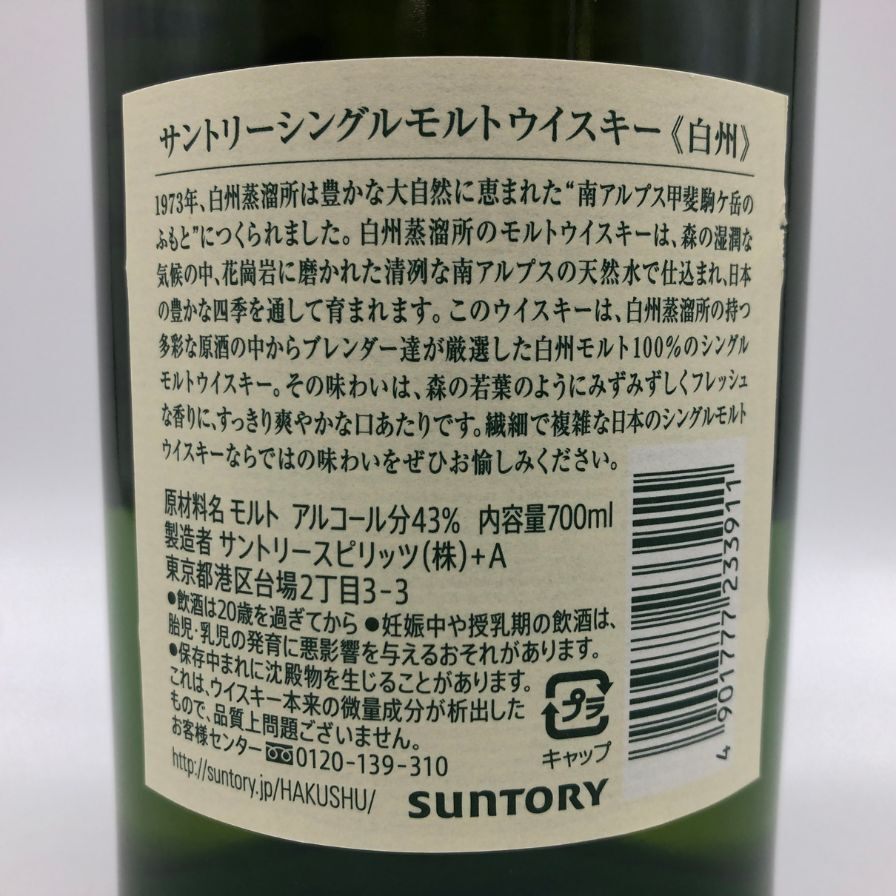 サントリーシングルモルトウイスキー《白州》
1973年、白州蒸溜所は豊かな大自然に恵まれた“南アルプス甲斐駒ケ岳の
ふもと”につくられました。白州蒸溜所のモルトウイスキーは、森の湿潤な
気候の中、花崗岩に磨かれた清冽な南アルプスの天然水で仕込まれ、日本
の豊かな四季を通して育まれます。このウイスキーは、白州蒸溜所の持つ
多彩な原酒の中からブレンダー達が厳選した白州モルト100%のシングル
モルトウイスキー。その味わいは、森の若葉のようにみずみずしくフレッシュ
な香りに、すっきり爽やかな口あたりです。繊細で複雑な日本のシングルモルト
ウイスキーならではの味わいをぜひお愉しみください。
原材料名 モルト アルコール分43% 内容量700ml
製造者 サントリースピリッツ(株)+A
東京都港区台場2丁目3-3
●飲酒は20歳を過ぎてから ●妊娠中や授乳期の飲酒は、
胎児・乳児の発育に悪影響を与えるおそれがあります。
●保存中まれに沈殿物を生じることがあります。
これは、ウイスキー本来の微量成分が析出した
もので、品質上問題ございません。
お客様センター 0120-139-310
http://suntory.jp/HAKUSHU/
SUNTORY
プラ
キャップ
4 901777 233911